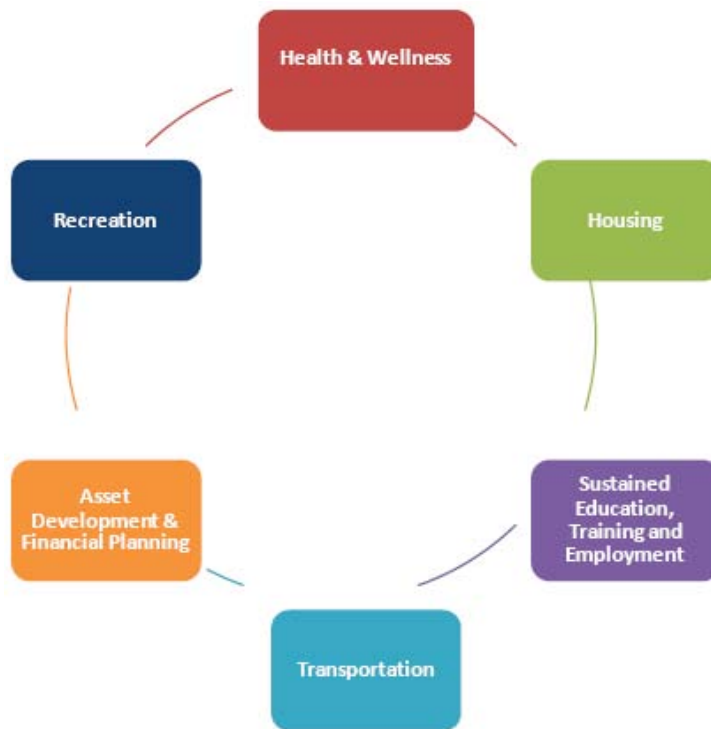 Health & Wellness
Housing
Sustained
Education,
Training and
Employment
Transportation
Asset
Development &
Financial Planning
Recreation